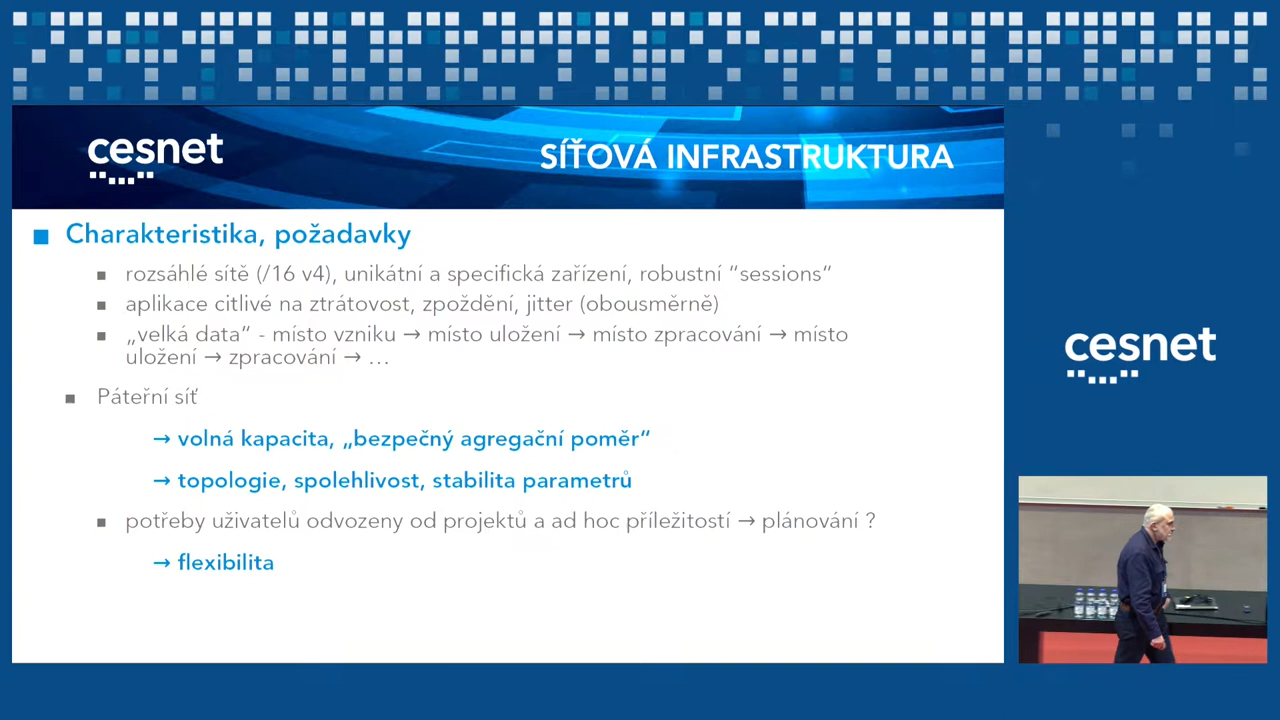 cesnet
SÍŤOVÁ INFRASTRUKTURA
Charakteristika, požadavky
rozsáhlé sítě (/16 v4), unikátní a specifická zařízení, robustní “sessions“
aplikace citlivé na ztrátovost, zpoždění, jitter (obousměrně)
„velká data“ - místo vzniku → místo uložení → místo zpracování → místo
uložení → zpracování → …
Páteřní síť
→ volná kapacita, „bezpečný agregační poměr“
→ topologie, spolehlivost, stabilita parametrů
potřeby uživatelů odvozeny od projektů a ad hoc příležitostí → plánování ?
→ flexibilita
cesnet